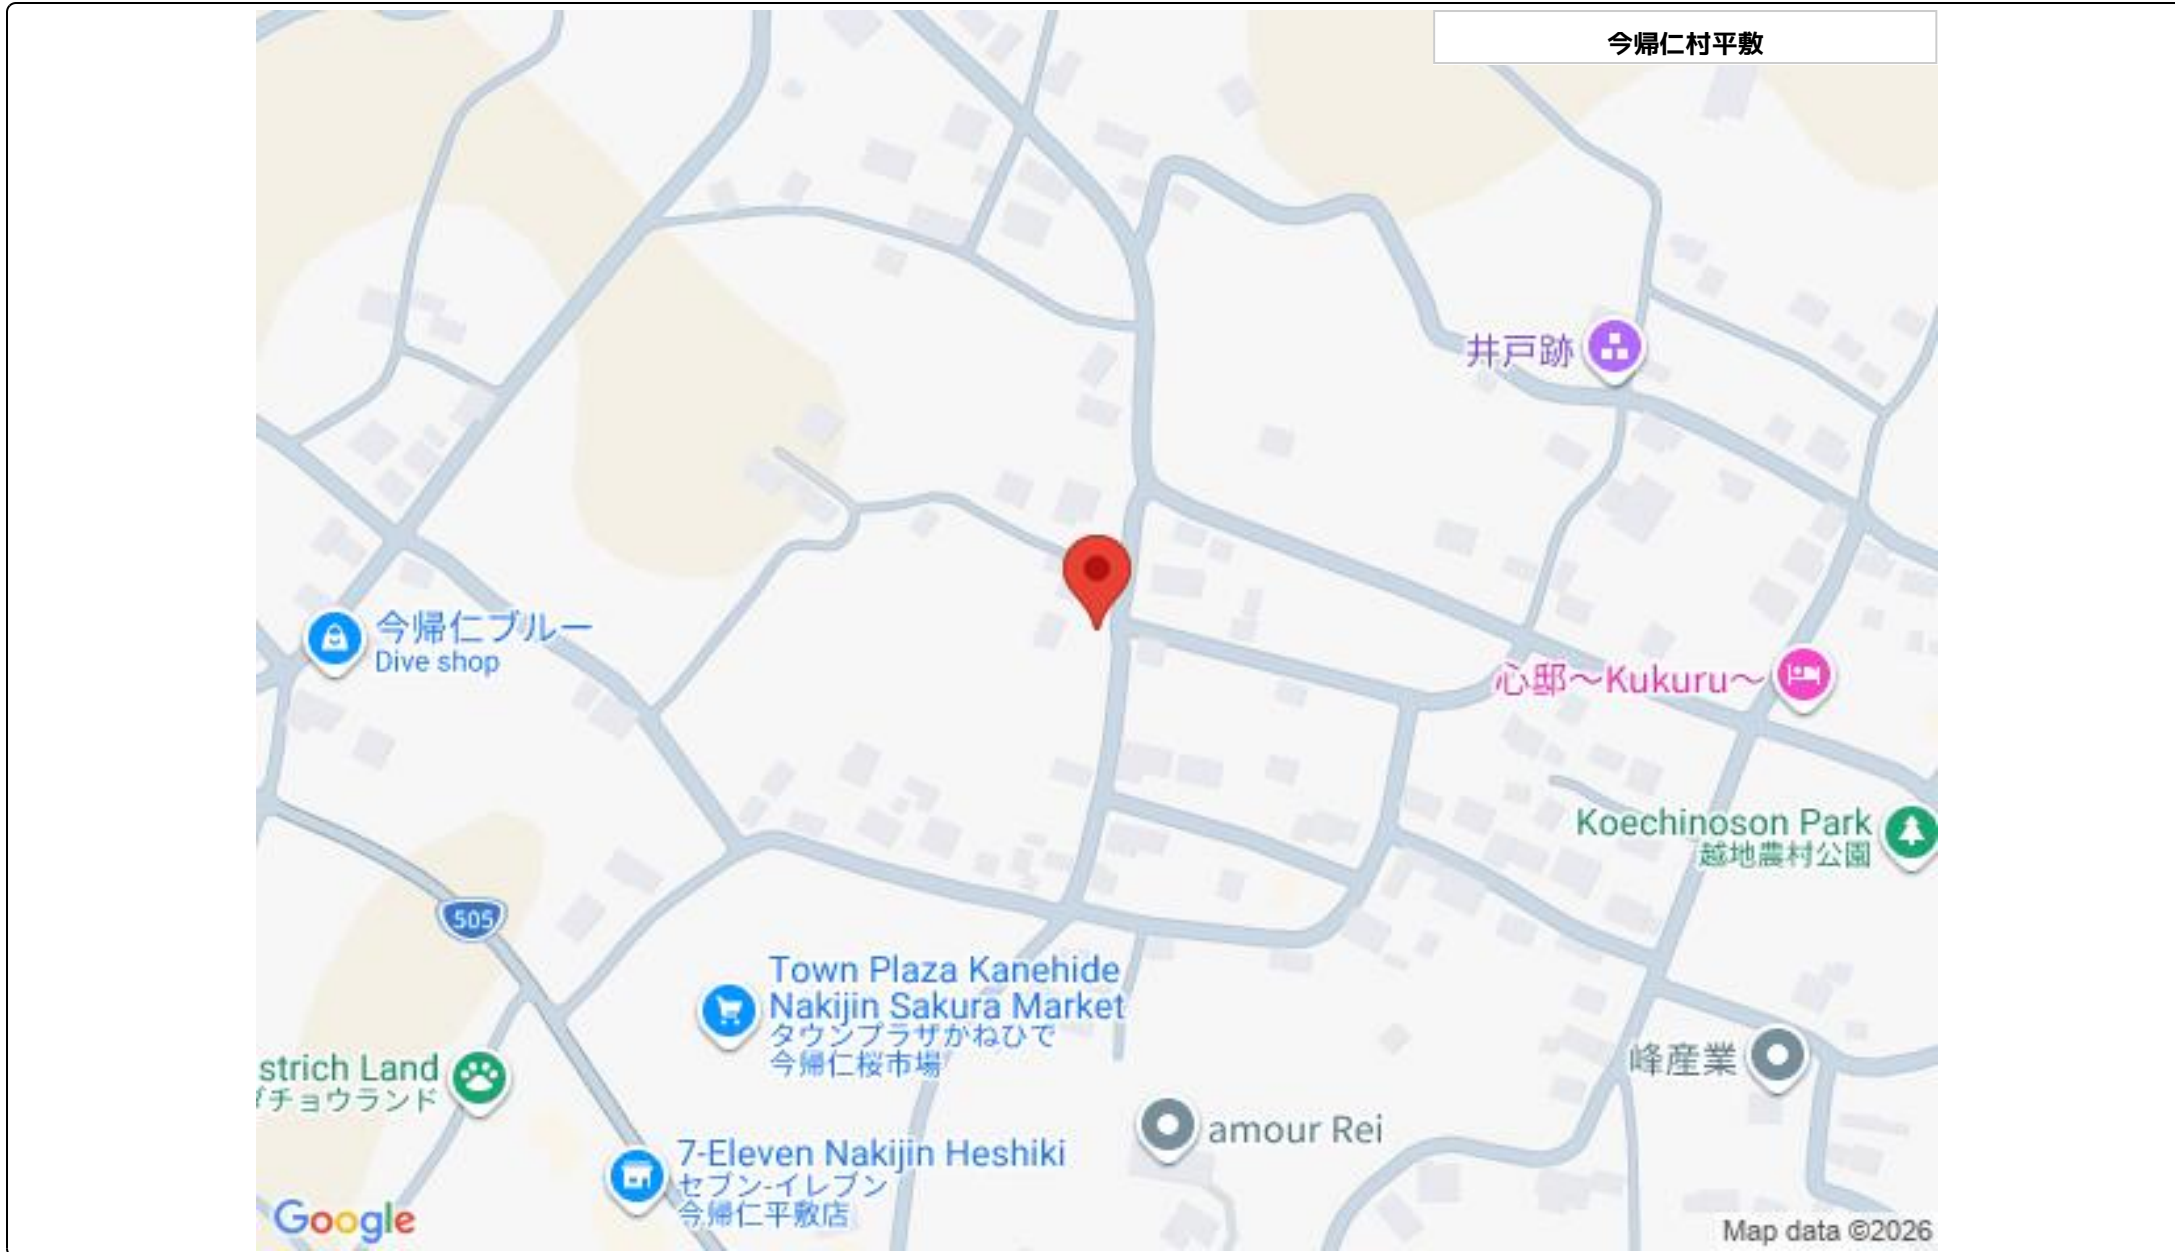 今帰仁村平敷
井戸跡
今帰仁ブルー
Dive shop
心邸～Kukuru～
Koechinoson Park
越地農村公園
505
Town Plaza Kanehide
Nakijin Sakura Market
タウンプラザかねひで
今帰仁桜市場
strich Land
ダチョウランド
峰産業
amour Rei
7-Eleven Nakijin Heshiki
セブン-イレブン
今帰仁平敷店
Google
Map data ©2026